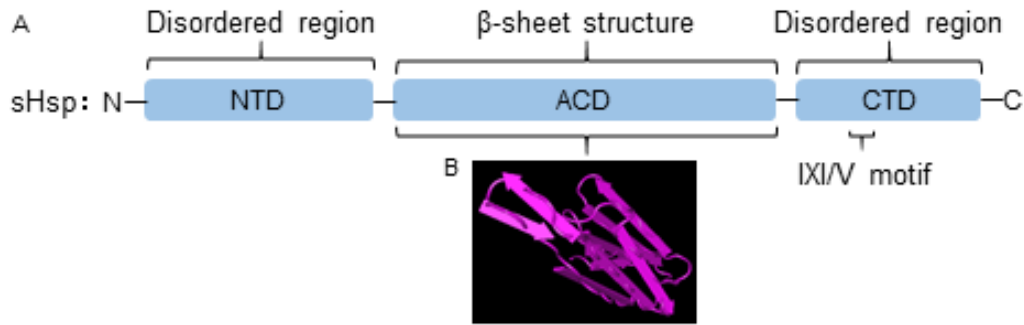 A
Disordered region β-sheet structure Disordered region
sHsp: N NTD ACD CTD C
B IXI/V motif